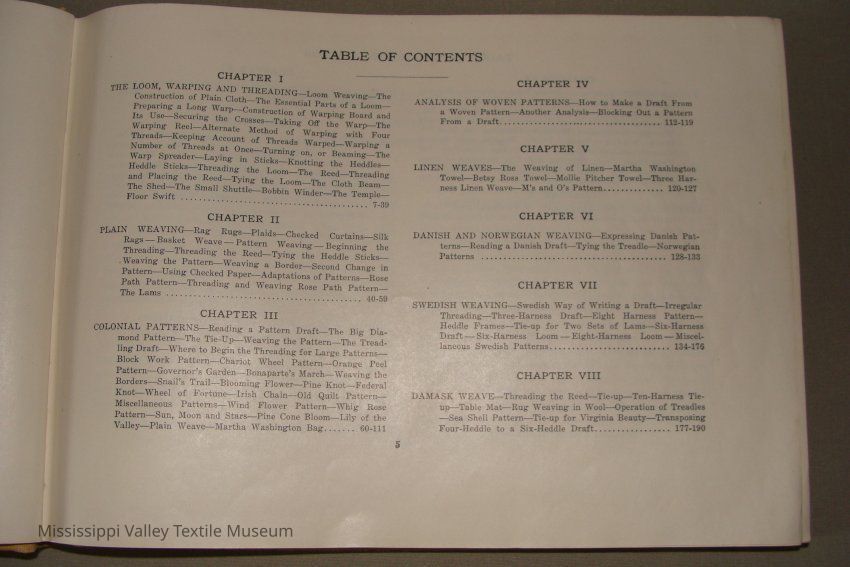 TABLE OF CONTENTS
CHAPTER I
THE LOOM, WARPING AND THREADING—Loom Weaving—The
Construction of Plain Cloth—The Essential Parts of a Loom—
Preparing a Long Warp—Construction of Warping Board and
Its Use—Securing the Crosses—Taking Off the Warp—The
Warping Reel—Alternate Method of Warping with Four
Threads—Keeping Account of Threads Warped—Warping a
Number of Threads at Once—Turning on, or Beaming—The
Warp Spreader—Laying in Sticks—Knotting the Heddles—
Heddle Sticks—Threading the Loom—The Reed—Threading
and Placing the Reed—Tying the Loom—The Cloth Beam—
The Shed—The Small Shuttle—Bobbin Winder—The Temple—
Floor Swift ........................................ 7-39
CHAPTER II
PLAIN WEAVING—Rag Rugs—Plaids—Checked Curtains—Silk
Rags—Basket Weave—Pattern Weaving—Beginning the
Threading—Threading the Reed—Tying the Heddle Sticks—
Weaving the Pattern—Weaving a Border—Second Change in
Pattern—Using Checked Paper—Adaptations of Patterns—Rose
Path Pattern—Threading and Weaving Rose Path Pattern—
The Lams ........................................ 40-59
CHAPTER III
COLONIAL PATTERNS—Reading a Pattern Draft—The Big Dia-
mond Pattern—The Tie-Up—Weaving the Pattern—The Tread-
ling Draft—Where to Begin the Threading for Large Patterns—
Block Work Pattern—Chariot Wheel Pattern—Orange Peel
Pattern—Governor's Garden—Bonaparte's March—Weaving the
Borders—Snail's Trail—Blooming Flower—Pine Knot—Federal
Knot—Wheel of Fortune—Irish Chain—Old Quilt Pattern—
Miscellaneous Patterns—Wind Flower Pattern—Whig Rose
Pattern—Sun, Moon and Stars—Pine Cone Bloom—Lily of the
Valley—Plain Weave—Martha Washington Bag....... 60-111
CHAPTER IV
ANALYSIS OF WOVEN PATTERNS—How to Make a Draft From
a Woven Pattern—Another Analysis—Blocking Out a Pattern
From a Draft.................................... 112-119
CHAPTER V
LINEN WEAVES—The Weaving of Linen—Martha Washington
Towel—Betsy Ross Towel—Mollie Pitcher Towel—Three Har-
ness Linen Weave—M's and O's Pattern.............. 120-127
CHAPTER VI
DANISH AND NORWEGIAN WEAVING—Expressing Danish Pat-
terns—Reading a Danish Draft—Tying the Treadle—Norwegian
Patterns ........................................ 128-133
CHAPTER VII
SWEDISH WEAVING—Swedish Way of Writing a Draft—Irregular
Threading—Three-Harness Draft—Eight Harness Pattern—
Heddle Frames—Tie-up for Two Sets of Lams—Six-Harness
Draft—Six-Harness Loom—Eight-Harness Loom—Miscel-
laneous Swedish Patterns............................ 134-176
CHAPTER VIII
DAMASK WEAVE—Threading the Reed—Tie-up—Ten-Harness Tie-
up—Table Mat—Rug Weaving in Wool—Operation of Treadles
—Sea Shell Pattern—Tie-up for Virginia Beauty—Transposing
Four-Heddle to a Six-Heddle Draft.................. 177-190
5
Mississippi Valley Textile Museum